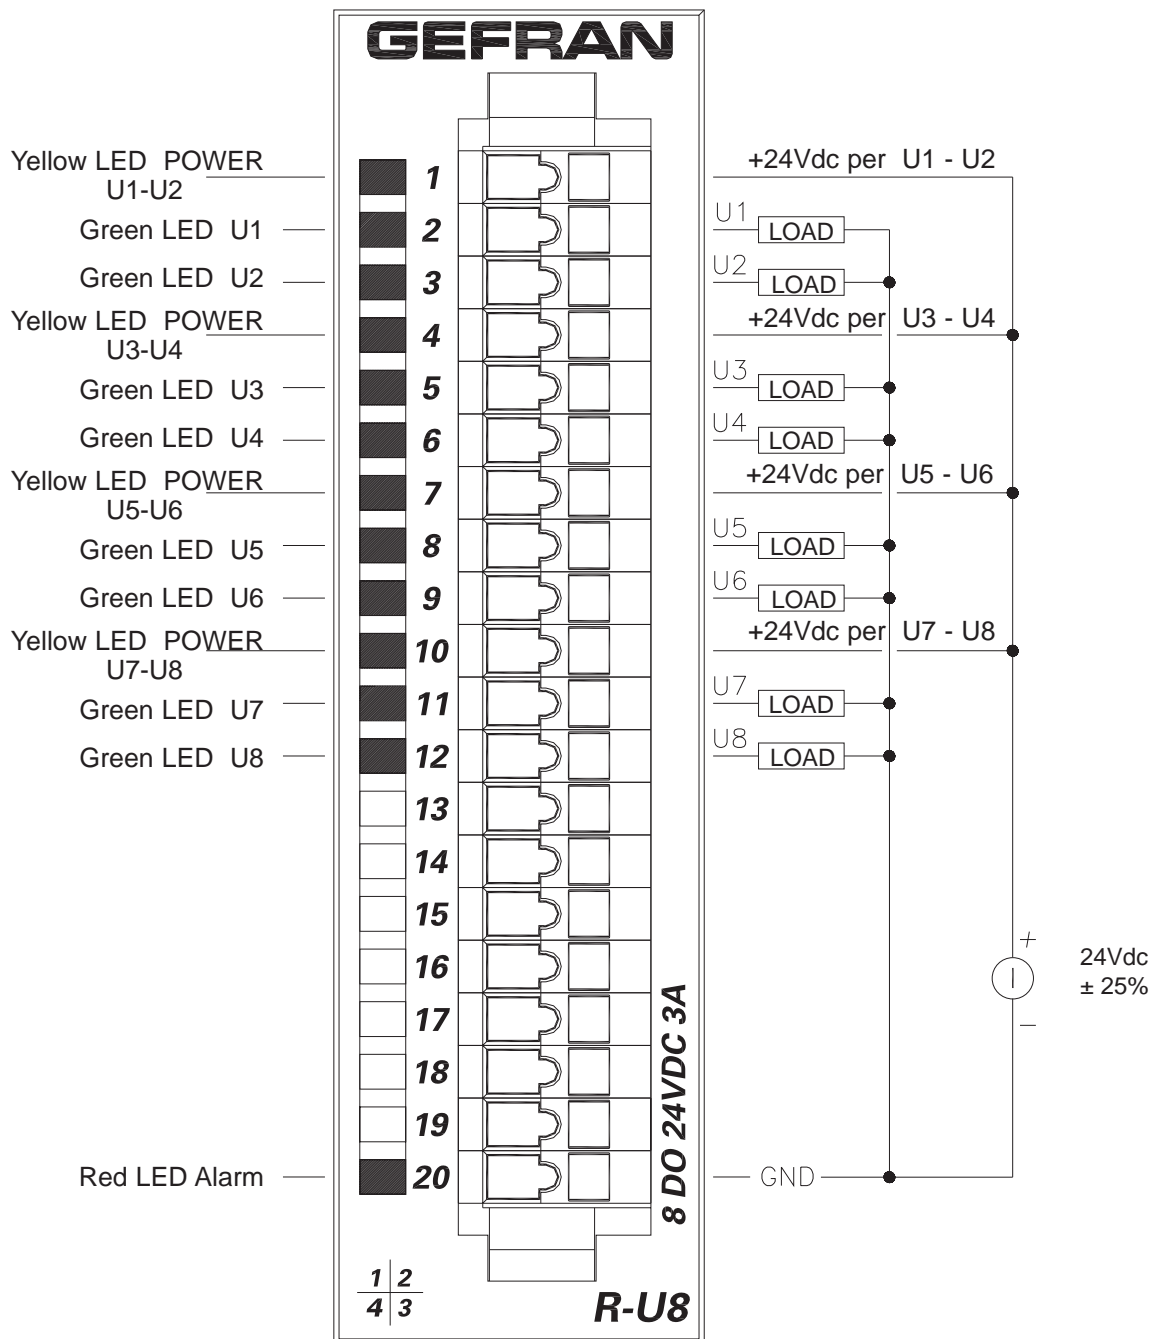 GEFRAN
Yellow LED POWER
U1-U2
1
+24Vdc per U1 - U2
Green LED U1
2
U1
LOAD
Green LED U2
3
U2
LOAD
Yellow LED POWER
U3-U4
4
+24Vdc per U3 - U4
Green LED U3
5
U3
LOAD
Green LED U4
6
U4
LOAD
Yellow LED POWER
U5-U6
7
+24Vdc per U5 - U6
Green LED U5
8
U5
LOAD
Green LED U6
9
U6
LOAD
Yellow LED POWER
U7-U8
10
+24Vdc per U7 - U8
Green LED U7
11
U7
LOAD
Green LED U8
12
U8
LOAD
13
14
15
16
17
18
19
+
24Vdc
± 25%
–
8 DO 24VDC 3A
Red LED Alarm
20
GND
1 2
4 3
R-U8